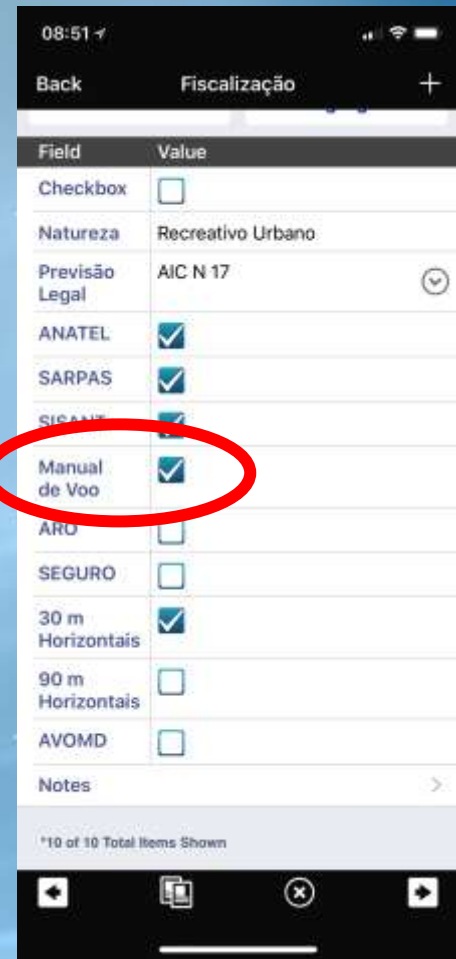 08:51
Back Fiscalização +
Field Value
Checkbox
Natureza Recreativo Urbano
Previsão AIC N 17
Legal
ANATEL
SARPAS
SISANT
Manual
de Voo
ARO
SEGURO
30 m
Horizontais
90 m
Horizontais
AVOMD
Notes
*10 of 10 Total Items Shown